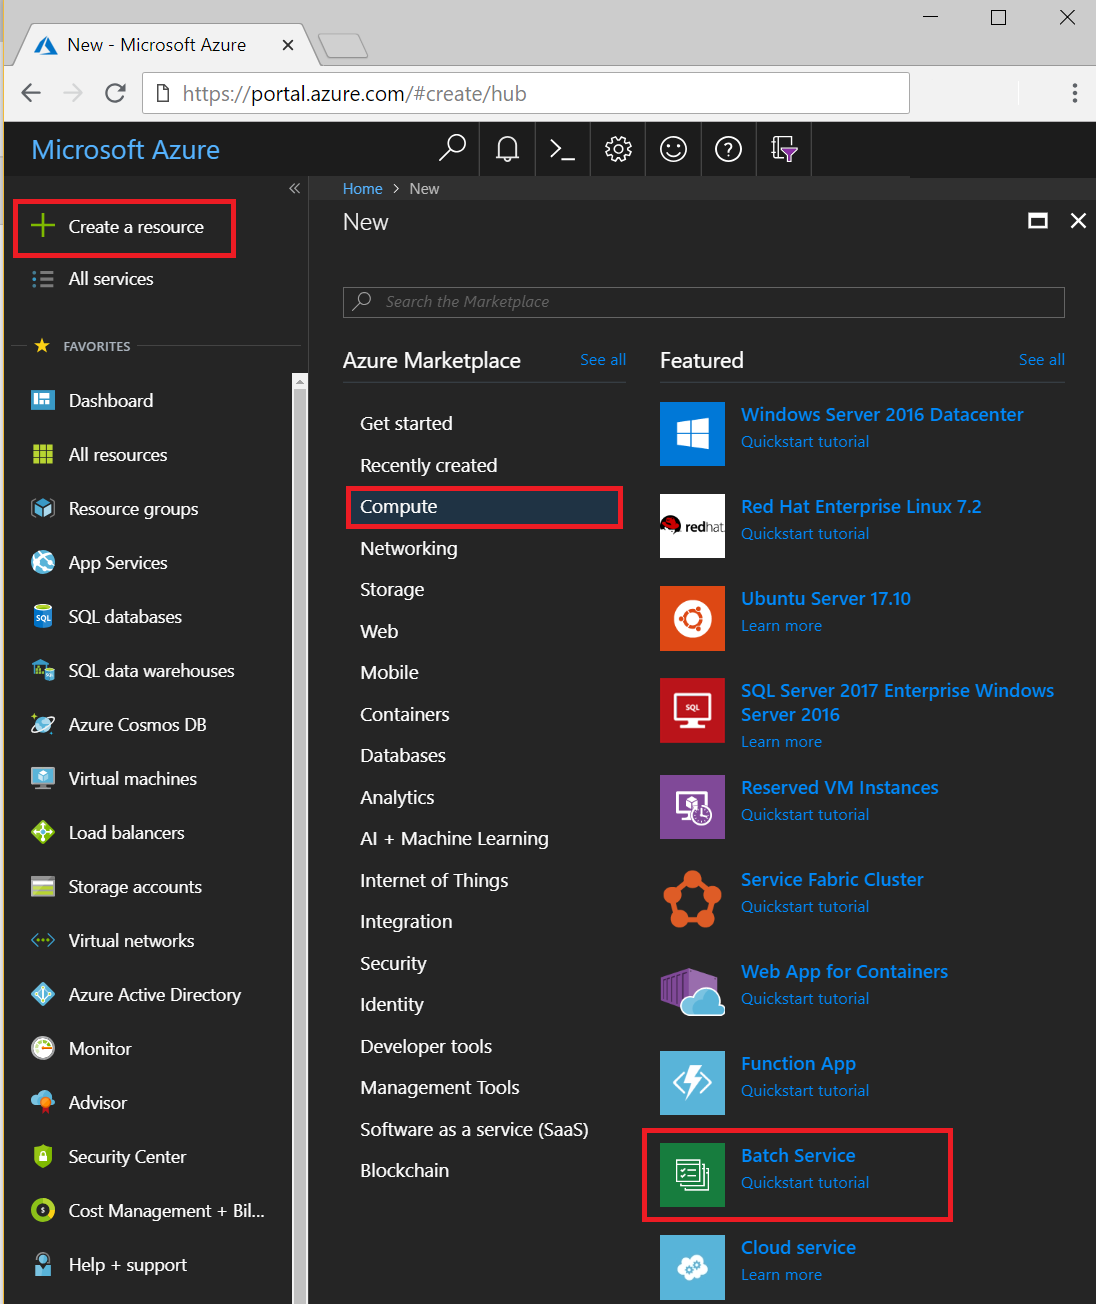 New - Microsoft Azure
https://portal.azure.com/#create/hub
Microsoft Azure
Home > New
New
Create a resource
All services
FAVORITES
Dashboard
All resources
Resource groups
App Services
SQL databases
SQL data warehouses
Azure Cosmos DB
Virtual machines
Load balancers
Storage accounts
Virtual networks
Azure Active Directory
Monitor
Advisor
Security Center
Cost Management + Bil...
Help + support
Search the Marketplace
Azure Marketplace
See all
Get started
Recently created
Compute
Networking
Storage
Web
Mobile
Containers
Databases
Analytics
AI + Machine Learning
Internet of Things
Integration
Security
Identity
Developer tools
Management Tools
Software as a service (SaaS)
Blockchain
Featured
See all
Windows Server 2016 Datacenter
Quickstart tutorial
redhat
Red Hat Enterprise Linux 7.2
Quickstart tutorial
Ubuntu Server 17.10
Learn more
SQL
SQL Server 2017 Enterprise Windows
Server 2016
Learn more
Reserved VM Instances
Quickstart tutorial
Service Fabric Cluster
Quickstart tutorial
Web App for Containers
Quickstart tutorial
Function App
Quickstart tutorial
Batch Service
Quickstart tutorial
Cloud service
Learn more